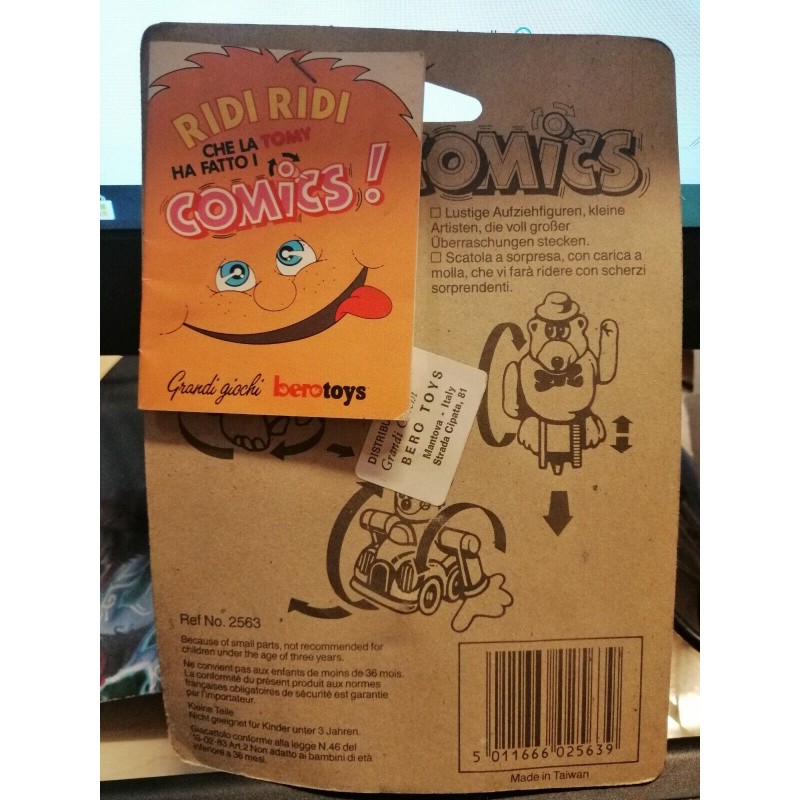 RIDI RIDI
CHE LA TOMY
HA FATTO I
COMiCS!
Grandi giochi berotoys
COMiCS
□ Lustige Aufziehfiguren, kleine
Artisten, die voll großer
Überraschungen stecken.
□ Scatola a sorpresa, con carica a
molla, che vi farà ridere con scherzi
sorprendenti.
Grandi
BERO TOYS
Mantova - Italy
Strada Cipata, 81
Ref No. 2563
Because of small parts, not recommended for
children under the age of three years.
Ne convient pas aux enfants de moins de 36 mois.
La conformité du présent produit aux normes
françaises obligatoires de sécurité est garantie
par l'importateur.
Kleine Teile
Nicht geeignet für Kinder unter 3 Jahren.
Giocattolo conforme alla legge N.46 del
18-02-83 Art.2 Non adatto ai bambini di età
inferiore a 36 mesi.
5 011666 025639
Made in Taiwan